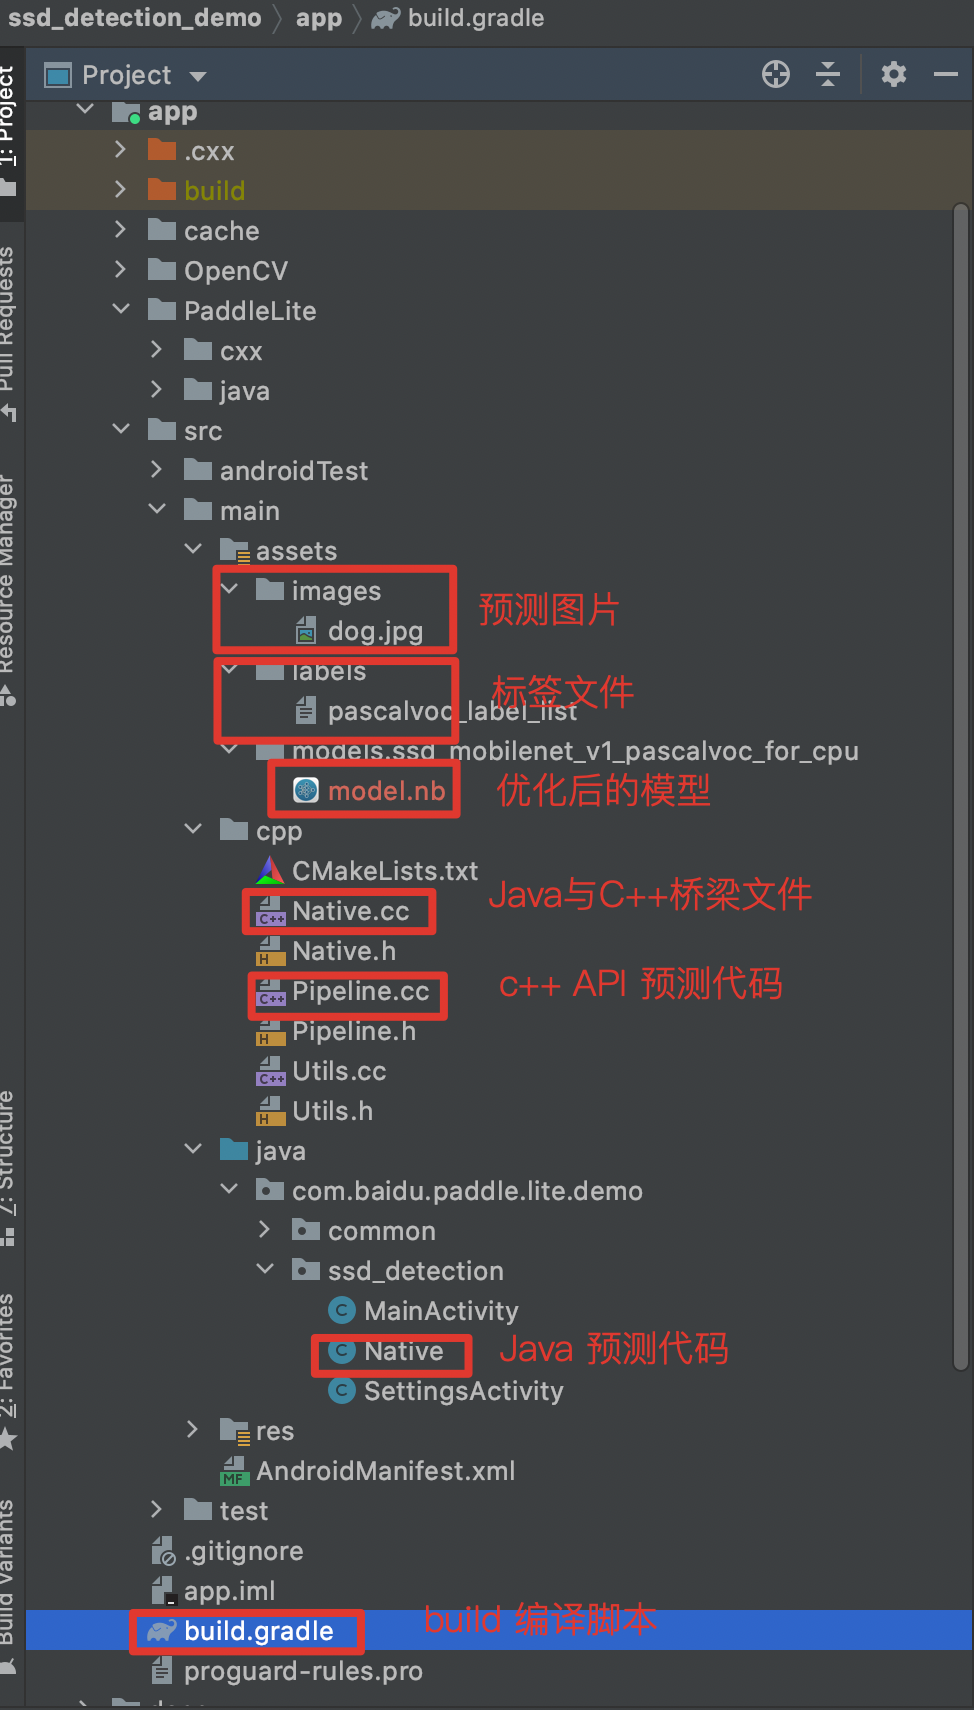 ssd_detection_demo app build.gradle
Project
1: Project
app
.cxx
build
cache
OpenCV
Pull Requests
PaddleLite
cxx
java
src
androidTest
Resource Manager
main
assets
images
预测图片
dog.jpg
labels
标签文件
pascalvoc_label_list
models.ssd_mobilenet_v1_pascalvoc_for_cpu
model.nb
优化后的模型
cpp
CMakeLists.txt
Java与C++桥梁文件
Native.cc
Native.h
c++ API 预测代码
Pipeline.cc
Pipeline.h
Utils.cc
Utils.h
7: Structure
java
com.baidu.paddle.lite.demo
common
ssd_detection
MainActivity
2: Favorites
Native
Java 预测代码
SettingsActivity
res
AndroidManifest.xml
test
Build Variants
.gitignore
app.iml
build.gradle
build 编译脚本
proguard-rules.pro